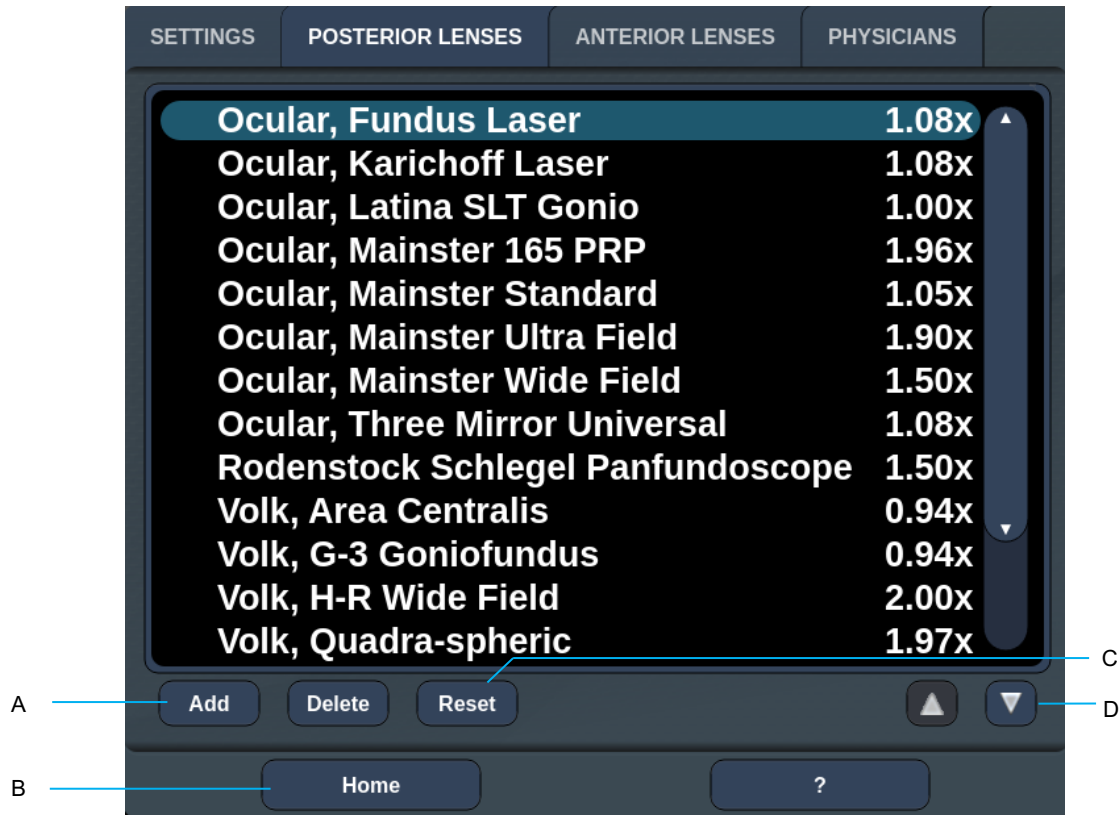 SETTINGS POSTERIOR LENSES ANTERIOR LENSES PHYSICIANS
Ocular, Fundus Laser 1.08x
Ocular, Karichoff Laser 1.08x
Ocular, Latina SLT Gonio 1.00x
Ocular, Mainster 165 PRP 1.96x
Ocular, Mainster Standard 1.05x
Ocular, Mainster Ultra Field 1.90x
Ocular, Mainster Wide Field 1.50x
Ocular, Three Mirror Universal 1.08x
Rodenstock Schlegel Panfundoscope 1.50x
Volk, Area Centralis 0.94x
Volk, G-3 Goniofundus 0.94x
Volk, H-R Wide Field 2.00x
Volk, Quadra-spheric 1.97x
C
A Add Delete Reset D
B Home ?